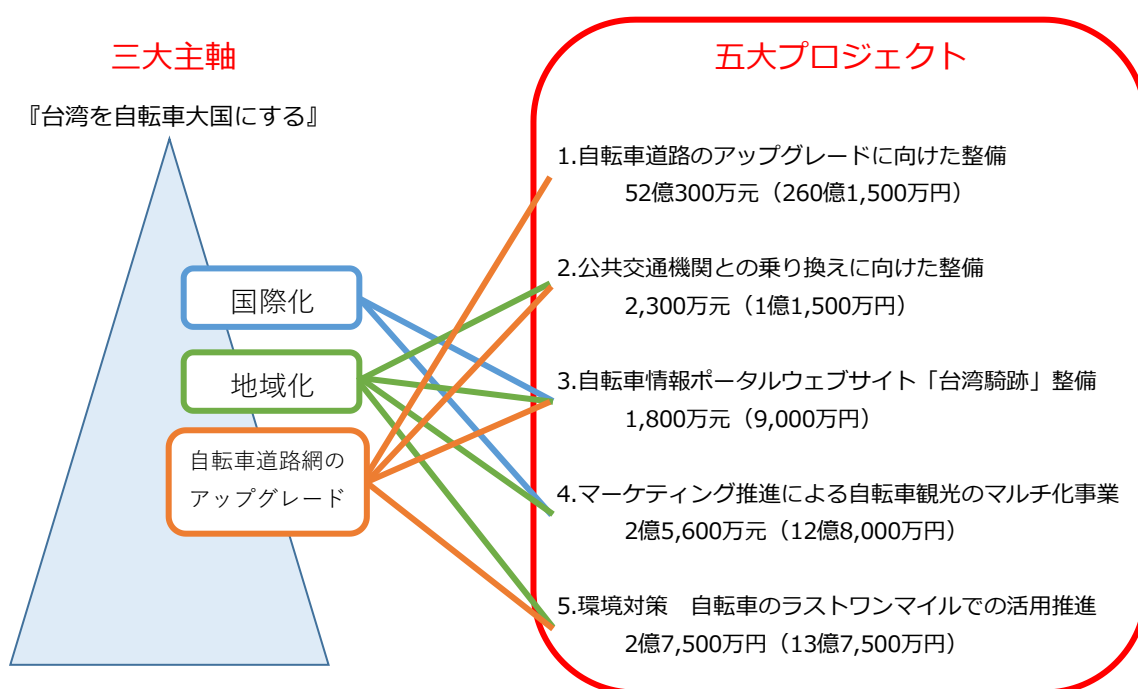 三大主軸
『台湾を自転車大国にする』
国際化
地域化
自転車道路網の
アップグレード
五大プロジェクト
1.自転車道路のアップグレードに向けた整備
52億300万元（260億1,500万円）
2.公共交通機関との乗り換えに向けた整備
2,300万元（1億1,500万円）
3.自転車情報ポータルウェブサイト「台湾騎跡」整備
1,800万元（9,000万円）
4.マーケティング推進による自転車観光のマルチ化事業
2億5,600万元（12億8,000万円）
5.環境対策　自転車のラストワンマイルでの活用推進
2億7,500万円（13億7,500万円）